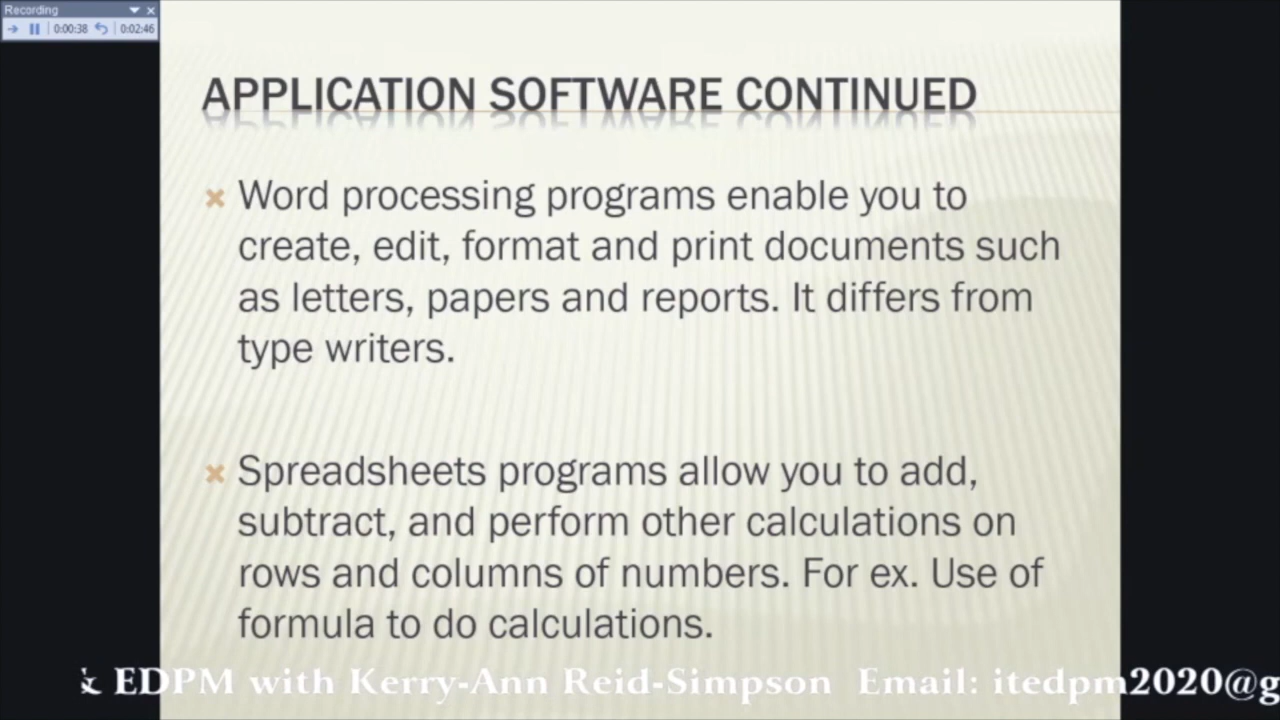 Recording
0:00:38 0:02:46
APPLICATION SOFTWARE CONTINUED
Word processing programs enable you to
create, edit, format and print documents such
as letters, papers and reports. It differs from
type writers.
Spreadsheets programs allow you to add,
subtract, and perform other calculations on
rows and columns of numbers. For ex. Use of
formula to do calculations.
EDPM with Kerry-Ann Reid-Simpson Email: itedpm2020@g